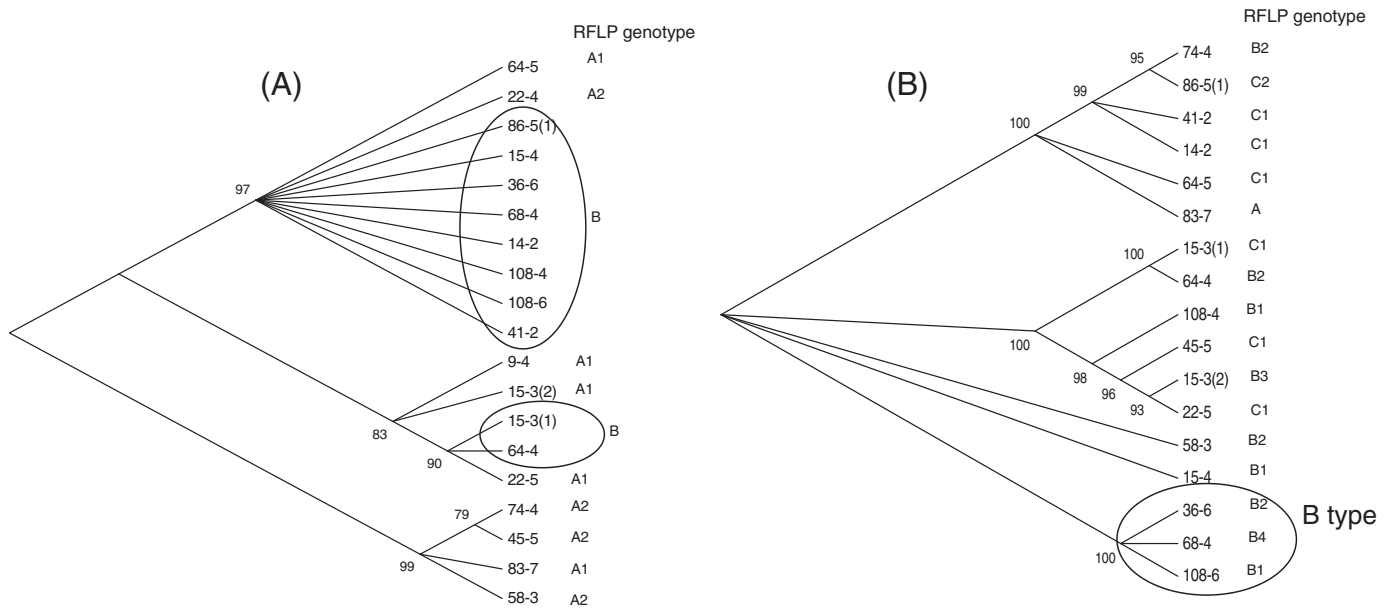 RFLP genotype
(A)
64-5 A1
22-4 A2
86-5(1)
15-4
36-6
68-4
14-2
108-4
108-6
41-2
B
97
9-4 A1
15-3(2) A1
15-3(1)
64-4
B
83
90
22-5 A1
74-4 A2
79
45-5 A2
83-7 A1
99
58-3 A2
RFLP genotype
(B)
74-4 B2
95
86-5(1) C2
99
41-2 C1
100
14-2 C1
64-5 C1
83-7 A
15-3(1) C1
100
64-4 B2
108-4 B1
100
45-5 C1
98
15-3(2) B3
96
93
22-5 C1
58-3 B2
15-4 B1
36-6 B2
B type
68-4 B4
100
108-6 B1